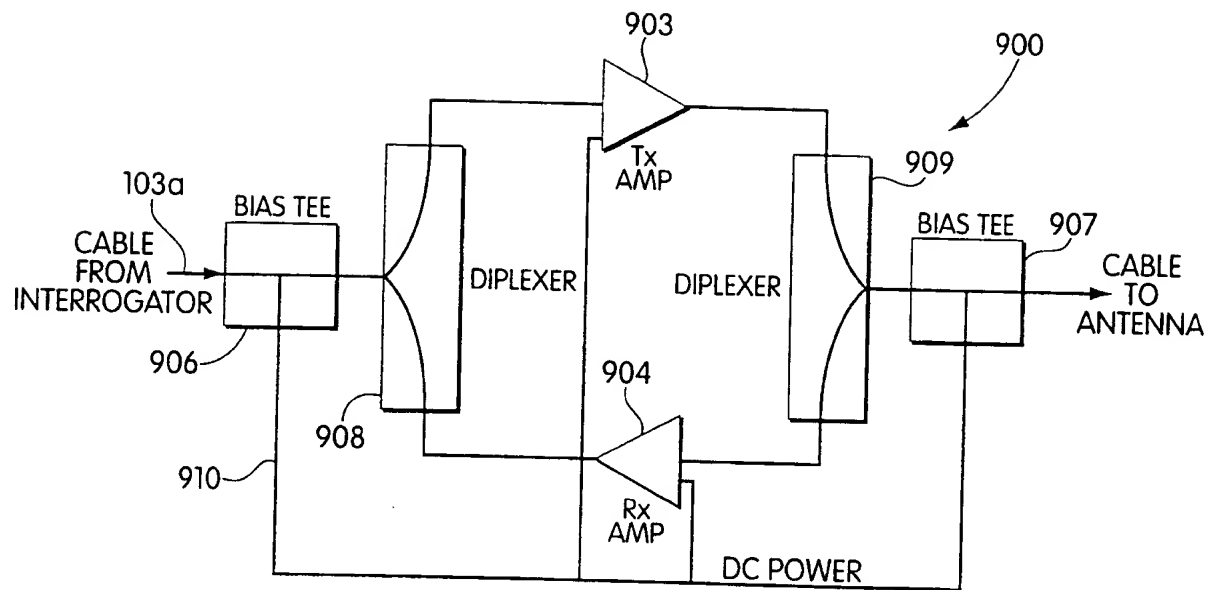 903
900
Tx
AMP
909
103a
BIAS TEE
BIAS TEE
907
CABLE
FROM
INTERROGATOR
DIPLEXER
DIPLEXER
CABLE
TO
ANTENNA
906
904
908
910
Rx
AMP
DC POWER